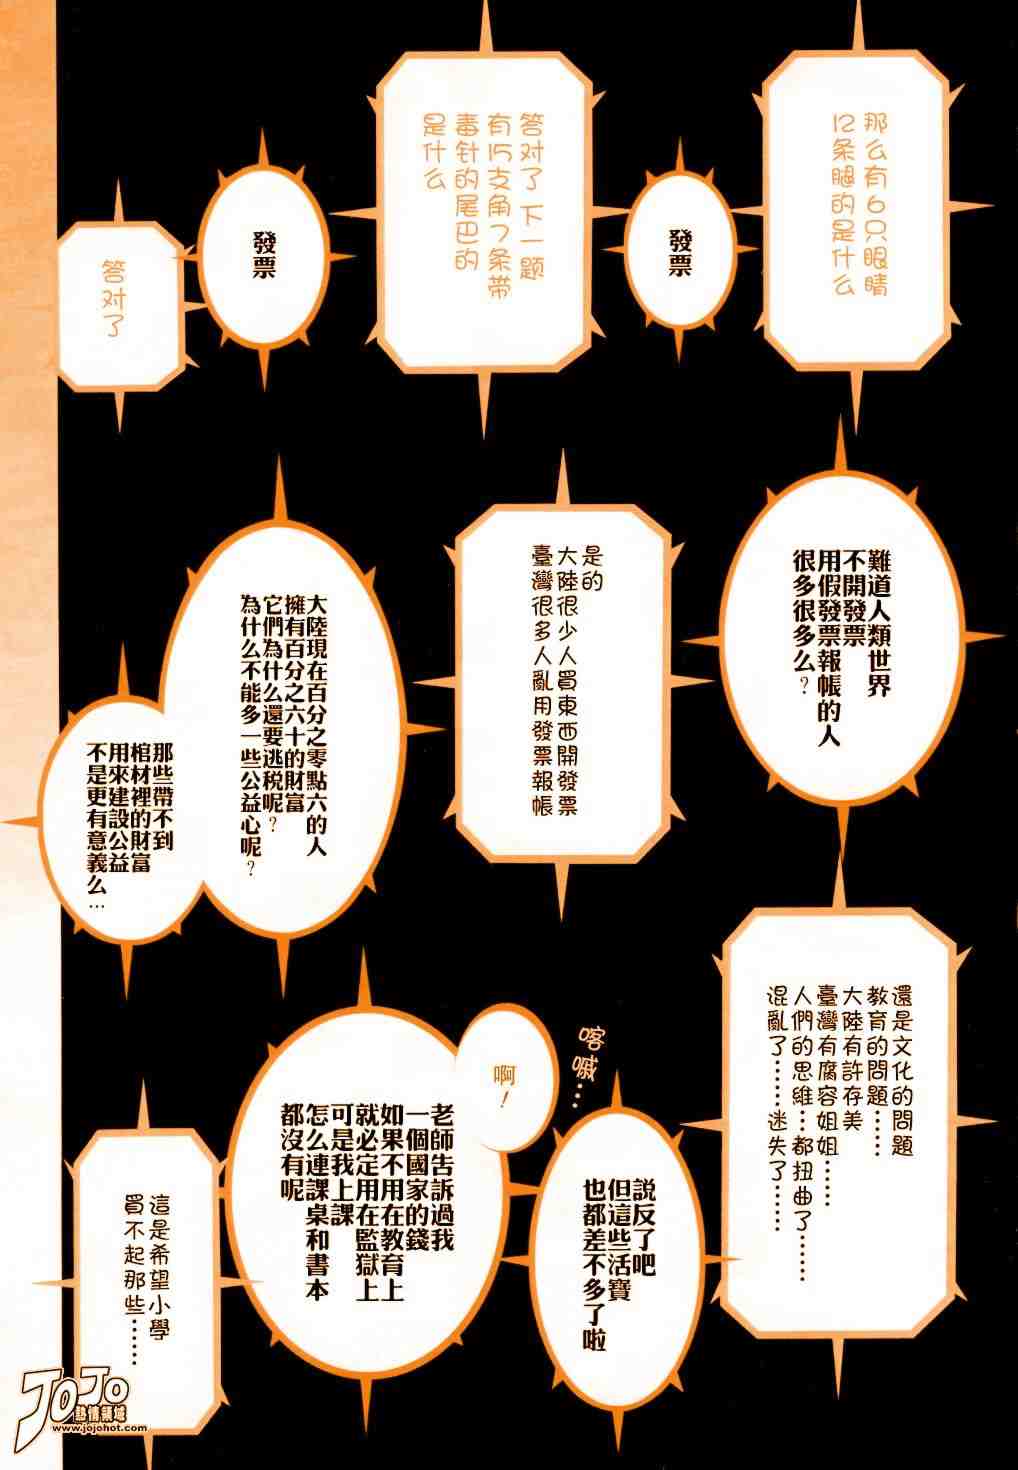 那么有6只眼睛
12条腿的是什么
發票
答对了下一题
有15支角7条带
毒针的尾巴的
是什么
發票
答对了
難道人類世界
不開發票
用假發票報帳的人
很多很多么？
是的
大陸很少人買東西開發票
臺灣很多人亂用發票報帳
大陸現在百分之零點六的人
擁有百分之六十的財富
它們為什么還要逃税呢？
為什么不能多一些公益心呢？
那些帶不到
棺材裡的財富
用來建設公益
不是更有意義么…
還是文化的問題
教育的問題……
大陸有許存美
臺灣有腐容姐姐……
人們的思維…都扭曲了……
混亂了……迷失了……
喀嘁…
說反了吧
但這些活寶
也都差不多了啦
啊！
老師告訴過我
一個國家的錢
如果不用在教育上
就必定用在監獄上
可是我上課
怎么連課桌和書本
都沒有呢
這是希望小學
買不起那些……
JOJO
熱情領域
www.jojohot.com